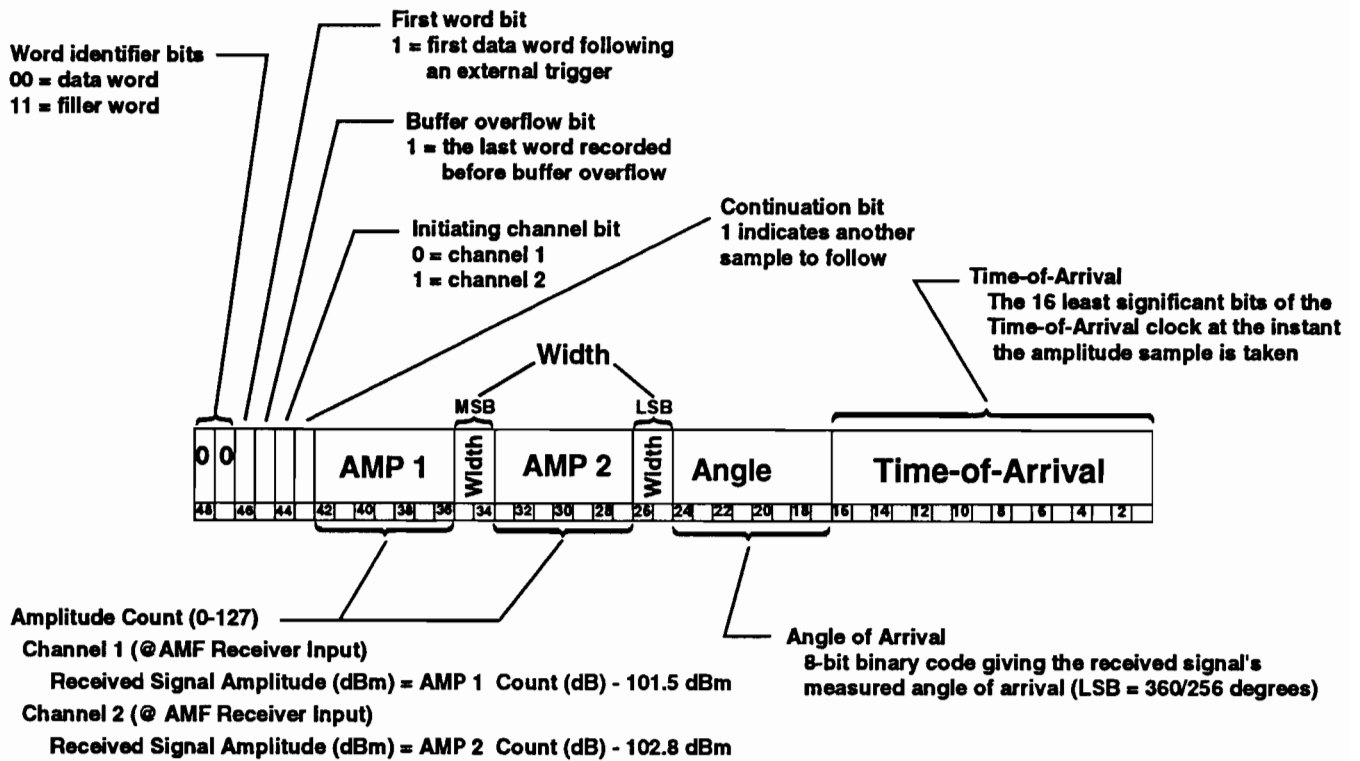 First word bit
1 = first data word following
an external trigger
Word identifier bits
00 = data word
11 = filler word
Buffer overflow bit
1 = the last word recorded
before buffer overflow
Continuation bit
1 indicates another
sample to follow
Initiating channel bit
0 = channel 1
1 = channel 2
Time-of-Arrival
The 16 least significant bits of the
Time-of-Arrival clock at the instant
the amplitude sample is taken
Width
MSB
LSB
0 0
AMP 1
Width
AMP 2
Width
Angle
Time-of-Arrival
48 46 44 42 40 38 36 34 32 30 28 26 24 22 20 18 16 14 12 10 8 6 4 2
Amplitude Count (0-127)
Channel 1 (@AMF Receiver Input)
Received Signal Amplitude (dBm) = AMP 1 Count (dB) - 101.5 dBm
Channel 2 (@ AMF Receiver Input)
Received Signal Amplitude (dBm) = AMP 2 Count (dB) - 102.8 dBm
Angle of Arrival
8-bit binary code giving the received signal's
measured angle of arrival (LSB = 360/256 degrees)